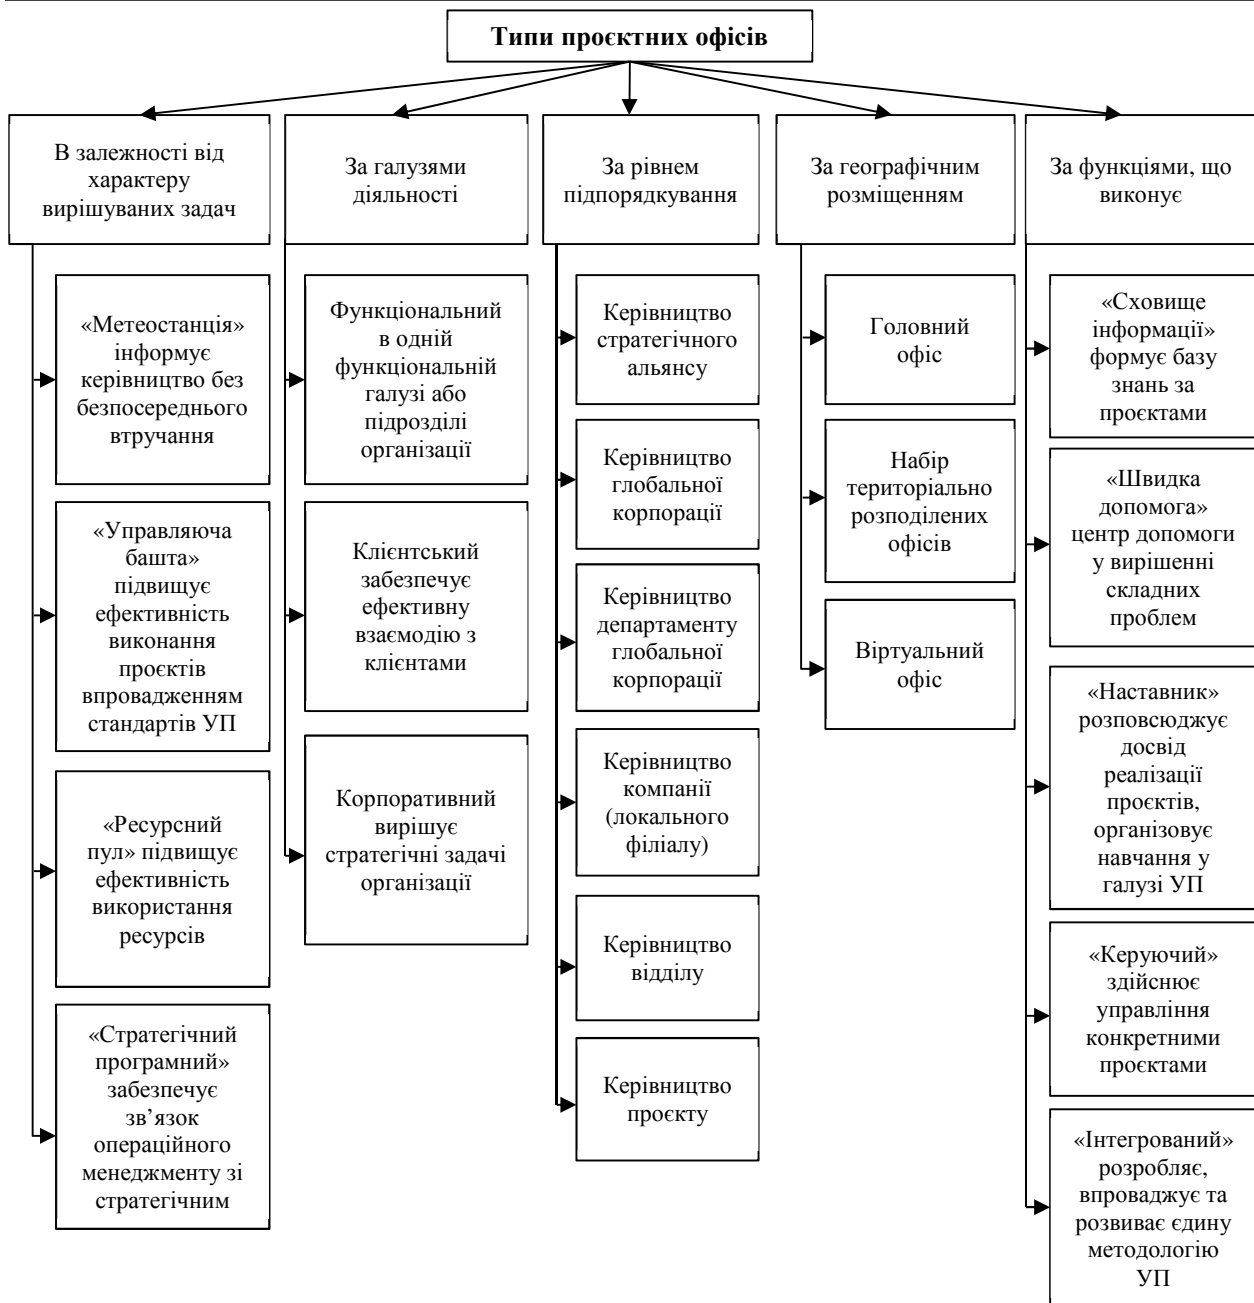 Типи проєктних офісів
В залежності від
характеру
вирішуваних задач
За галузями
діяльності
За рівнем
підпорядкування
За географічним
розміщенням
За функціями, що
виконує
«Метеостанція»
інформує
керівництво без
безпосереднього
втручання
«Управляюча
башта»
підвищує
ефективність
виконання
проєктів
впровадженням
стандартів УП
«Ресурсний
пул» підвищує
ефективність
використання
ресурсів
«Стратегічний
програмний»
забезпечує
зв’язок
операційного
менеджменту зі
стратегічним
Функціональний
в одній
функціональній
галузі або
підрозділі
організації
Клієнтський
забезпечує
ефективну
взаємодію з
клієнтами
Корпоративний
вирішує
стратегічні задачі
організації
Керівництво
стратегічного
альянсу
Керівництво
глобальної
корпорації
Керівництво
департаменту
глобальної
корпорації
Керівництво
компанії
(локального
філіалу)
Керівництво
відділу
Керівництво
проєкту
Головний
офіс
Набір
територіально
розподілених
офісів
Віртуальний
офіс
«Сховище
інформації»
формує базу
знань за
проєктами
«Швидка
допомога»
центр допомоги
у вирішенні
складних
проблем
«Наставник»
розповсюджує
досвід
реалізації
проєктів,
організовує
навчання у
галузі УП
«Керуючий»
здійснює
управління
конкретними
проєктами
«Інтегрований»
розробляє,
впроваджує та
розвиває єдину
методологію
УП